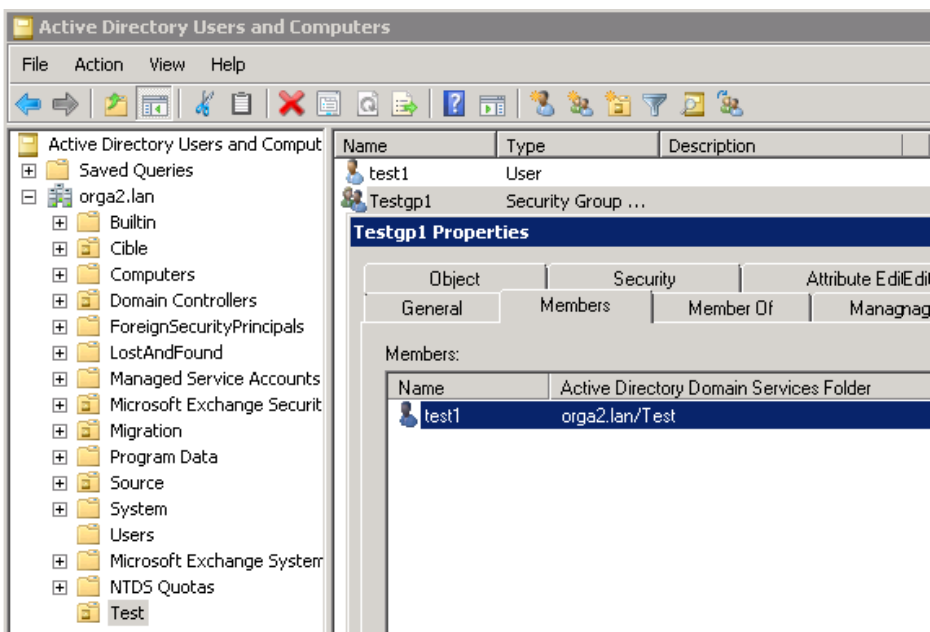 Active Directory Users and Computers
File Action View Help
Active Directory Users and Comput
Saved Queries
orga2.lan
Builtin
Cible
Computers
Domain Controllers
ForeignSecurityPrincipals
LostAndFound
Managed Service Accounts
Microsoft Exchange Securit
Migration
Program Data
Source
System
Users
Microsoft Exchange System
NTDS Quotas
Test
Name Type Description
test1 User
Testgp1 Security Group ...
Testgp1 Properties
Object Security Attribute EdiEdi
General Members Member Of Managnag
Members:
Name Active Directory Domain Services Folder
test1 orga2.lan/Test